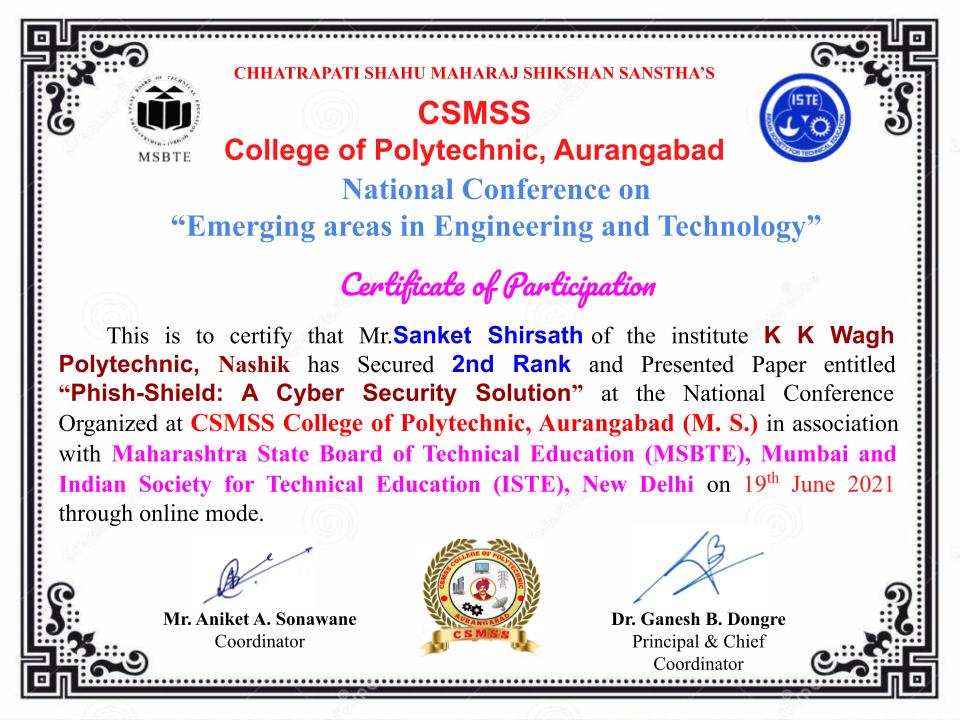 CHHATRAPATI SHAHU MAHARAJ SHIKSHAN SANSTHA'S
CSMSS
College of Polytechnic, Aurangabad
MSBTE
ISTE
INDIAN SOCIETY FOR TECHNICAL EDUCATION
National Conference on
“Emerging areas in Engineering and Technology”
Certificate of Participation
This is to certify that Mr.Sanket Shirsath of the institute K K Wagh
Polytechnic, Nashik has Secured 2nd Rank and Presented Paper entitled
“Phish-Shield: A Cyber Security Solution” at the National Conference
Organized at CSMSS College of Polytechnic, Aurangabad (M. S.) in association
with Maharashtra State Board of Technical Education (MSBTE), Mumbai and
Indian Society for Technical Education (ISTE), New Delhi on 19th June 2021
through online mode.
CSMSS COLLEGE OF POLYTECHNIC
AURANGABAD
CSMSS
Mr. Aniket A. Sonawane
Coordinator
Dr. Ganesh B. Dongre
Principal & Chief
Coordinator